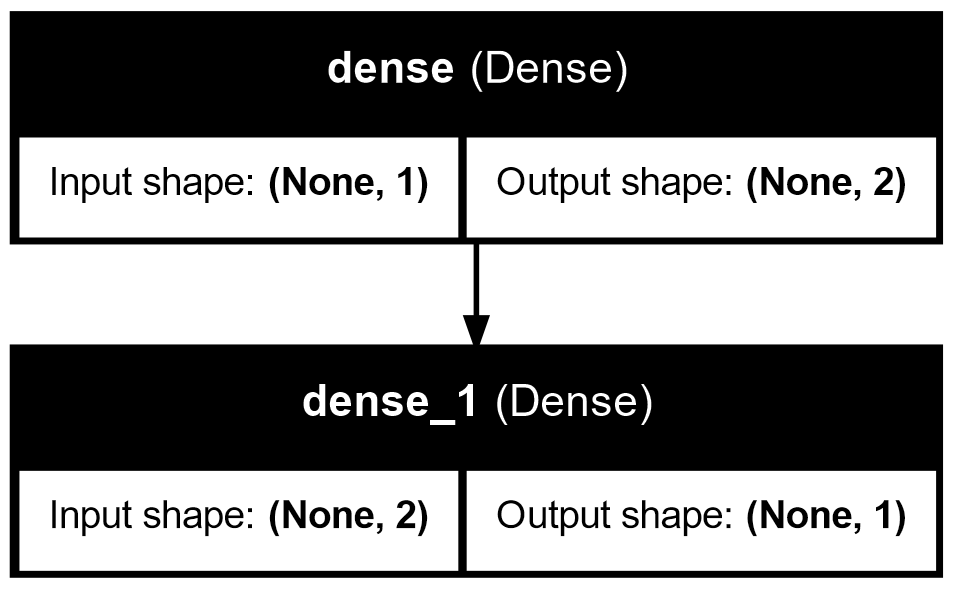 dense (Dense)
Input shape: (None, 1) Output shape: (None, 2)
dense_1 (Dense)
Input shape: (None, 2) Output shape: (None, 1)